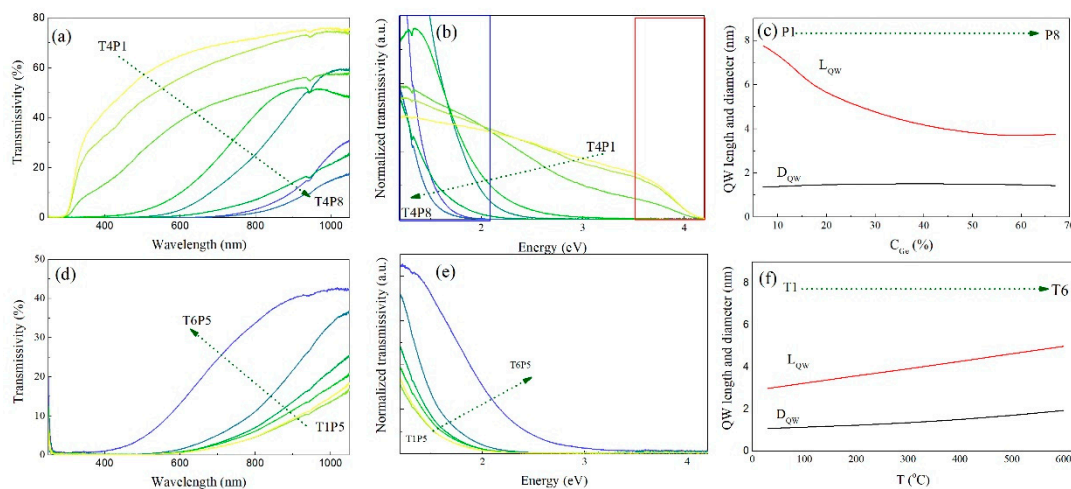 (a)
Transmissivity (%)
80
60
40
20
0
T4P1
T4P8
400
600
800
1000
Wavelength (nm)
(b)
Normalized transmissivity (a.u.)
T4P1
T4P8
2
3
4
Energy (eV)
(c)
QW length and diameter (nm)
8
6
4
2
0
P1
P8
L_QW
D_QW
10
20
30
40
50
60
70
C_Ge (%)
(d)
Transmissivity (%)
50
40
30
20
10
0
T6P5
T1P5
400
600
800
1000
Wavelength (nm)
(e)
Normalized transmissivity (a.u.)
T6P5
T1P5
2
3
4
Energy (eV)
(f)
QW length and diameter (nm)
8
6
4
2
0
T1
T6
L_QW
D_QW
0
100
200
300
400
500
600
T (°C)